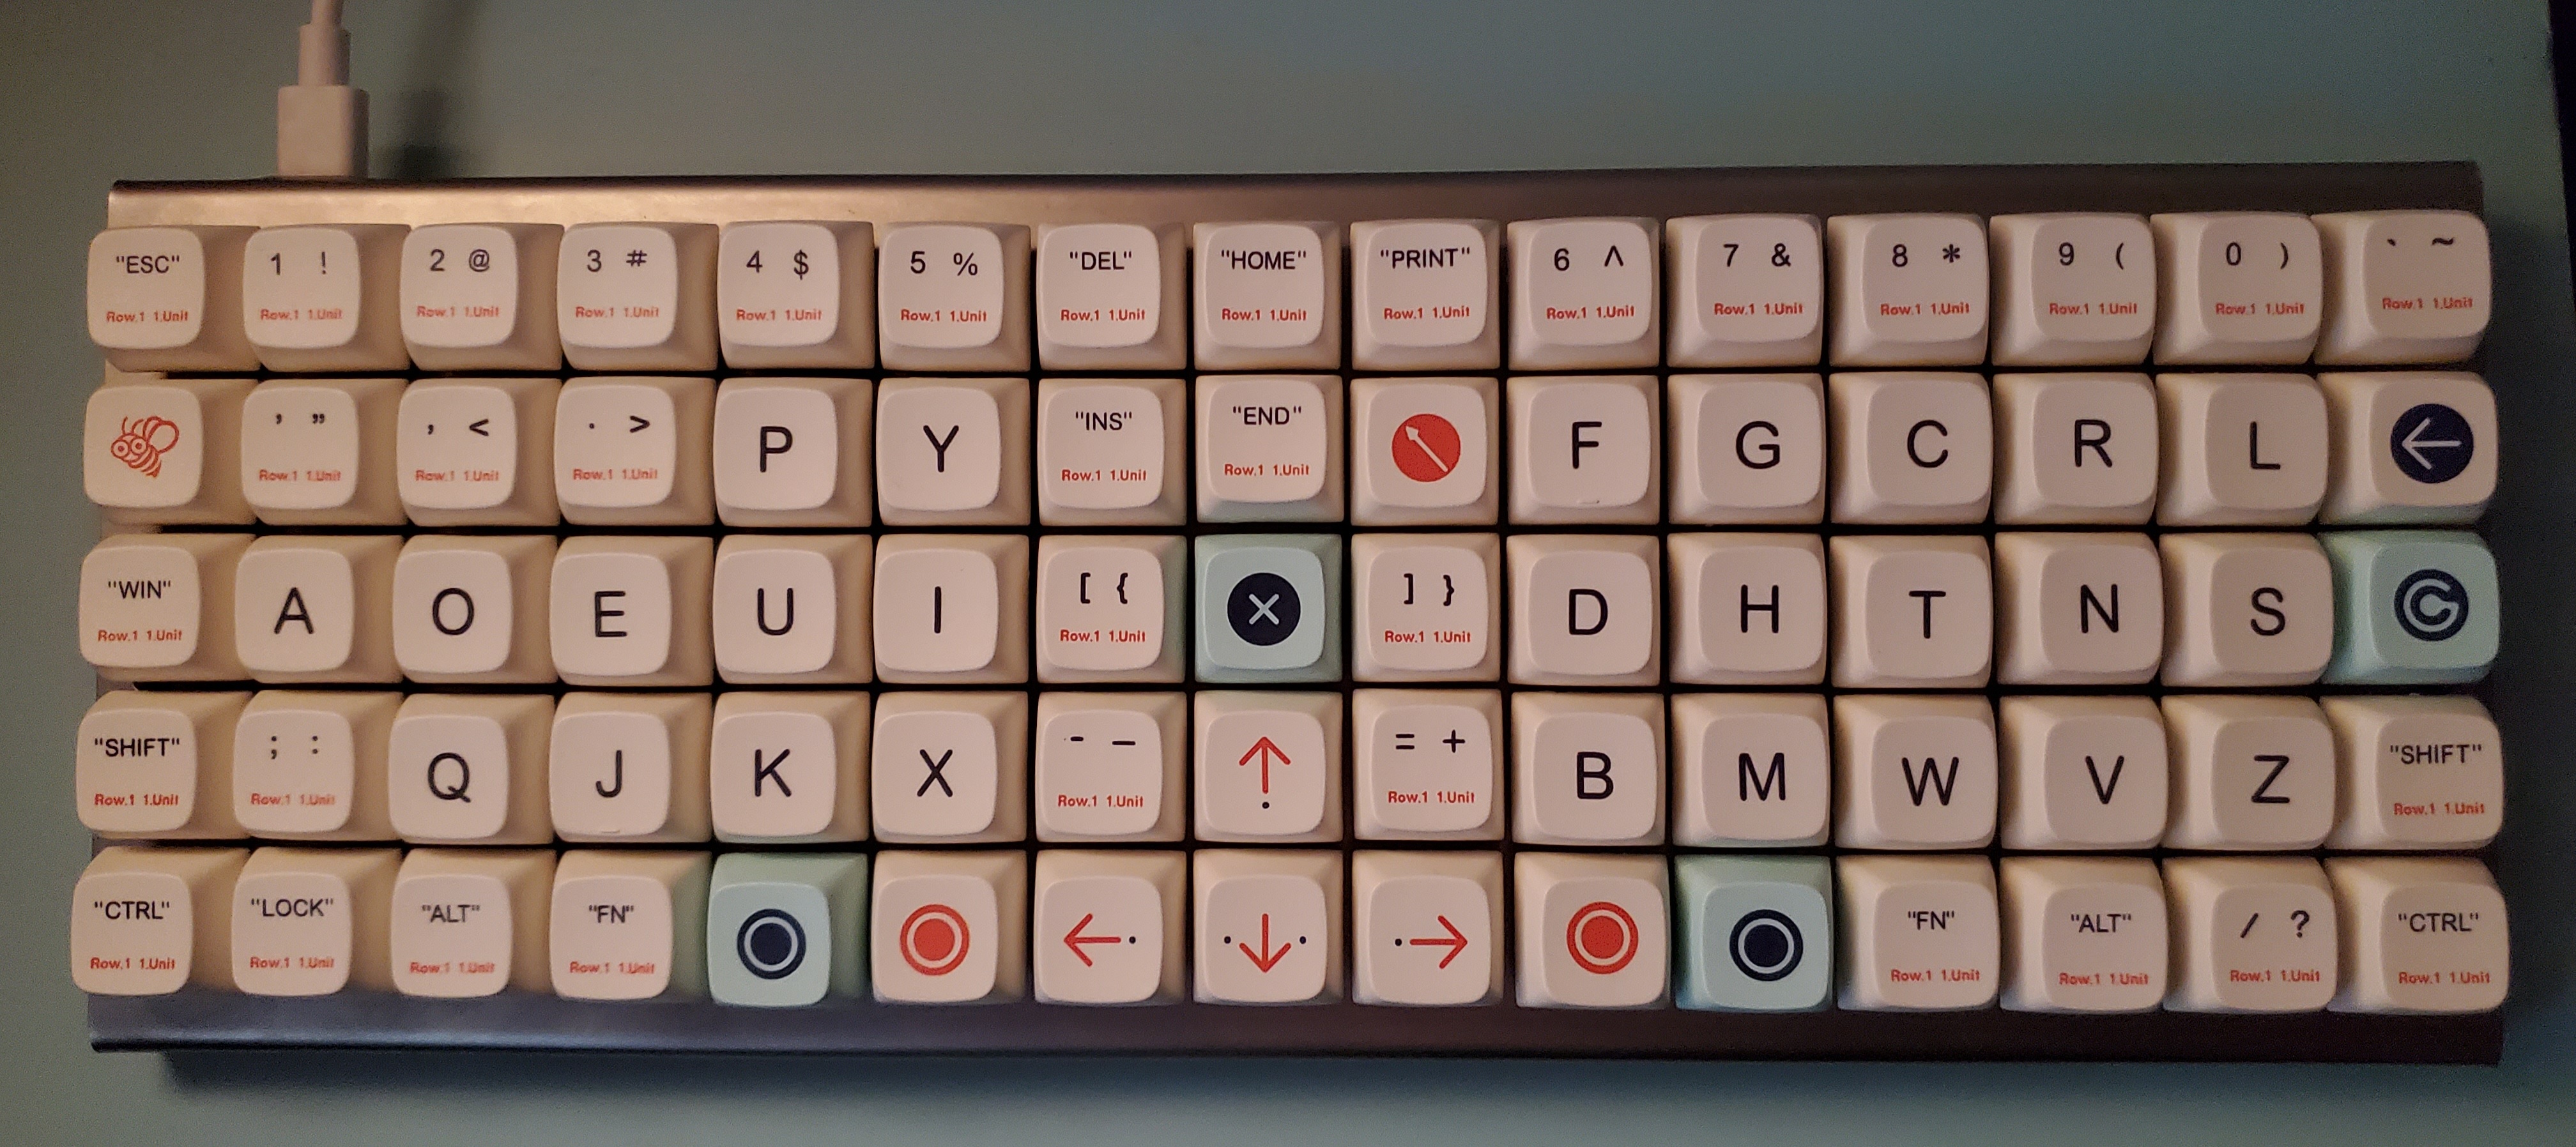 "ESC" 1 ! 2 @ 3 # 4 $ 5 % "DEL" "HOME" "PRINT" 6 ^ 7 & 8 * 9 ( 0 ) ` ~
Row.1 1.Unit Row.1 1.Unit Row.1 1.Unit Row.1 1.Unit Row.1 1.Unit Row.1 1.Unit Row.1 1.Unit Row.1 1.Unit Row.1 1.Unit Row.1 1.Unit Row.1 1.Unit Row.1 1.Unit Row.1 1.Unit Row.1 1.Unit Row.1 1.Unit
’ ” , < . > P Y "INS" "END" F G C R L ←
Row.1 1.Unit Row.1 1.Unit Row.1 1.Unit Row.1 1.Unit Row.1 1.Unit
"WIN" A O E U I [ { ] } D H T N S
Row.1 1.Unit Row.1 1.Unit Row.1 1.Unit
"SHIFT" ; : Q J K X - — ↑ = + B M W V Z "SHIFT"
Row.1 1.Unit Row.1 1.Unit Row.1 1.Unit Row.1 1.Unit Row.1 1.Unit
"CTRL" "LOCK" "ALT" "FN" ← ↓ → "FN" "ALT" / ? "CTRL"
Row.1 1.Unit Row.1 1.Unit Row.1 1.Unit Row.1 1.Unit Row.1 1.Unit Row.1 1.Unit Row.1 1.Unit Row.1 1.Unit